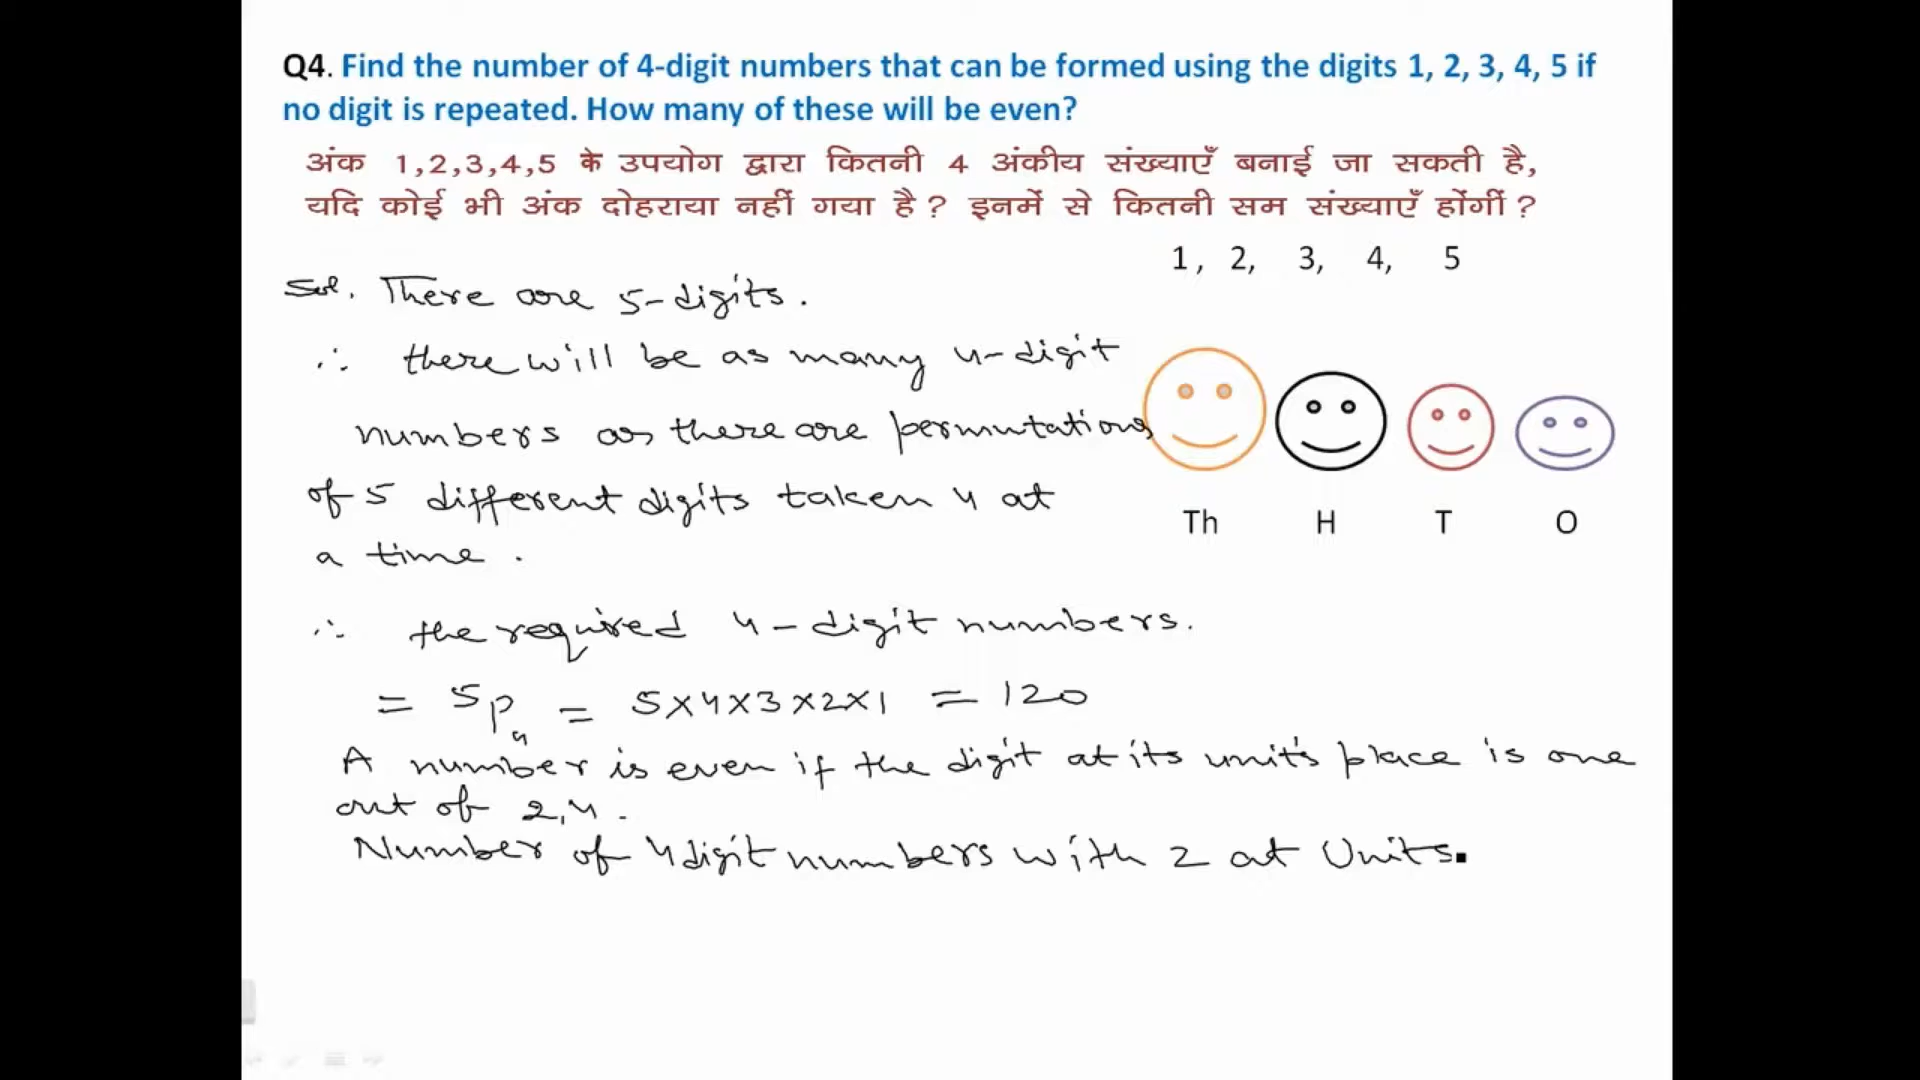 Q4. Find the number of 4-digit numbers that can be formed using the digits 1, 2, 3, 4, 5 if
no digit is repeated. How many of these will be even?
अंक 1,2,3,4,5 के उपयोग द्वारा कितनी 4 अंकीय संख्याएँ बनाई जा सकती है,
यदि कोई भी अंक दोहराया नहीं गया है ? इनमें से कितनी सम संख्याएँ होंगीं ?
1 , 2, 3, 4, 5
Sol. There are 5-digits.
∴ there will be as many 4-digit
numbers as there are permutations
of 5 different digits taken 4 at
a time .
Th H T O
∴ the required 4-digit numbers.
= 5P4 = 5×4×3×2×1 = 120
A number is even if the digit at its unit's place is one
out of 2,4 .
Number of 4 digit numbers with 2 at Units